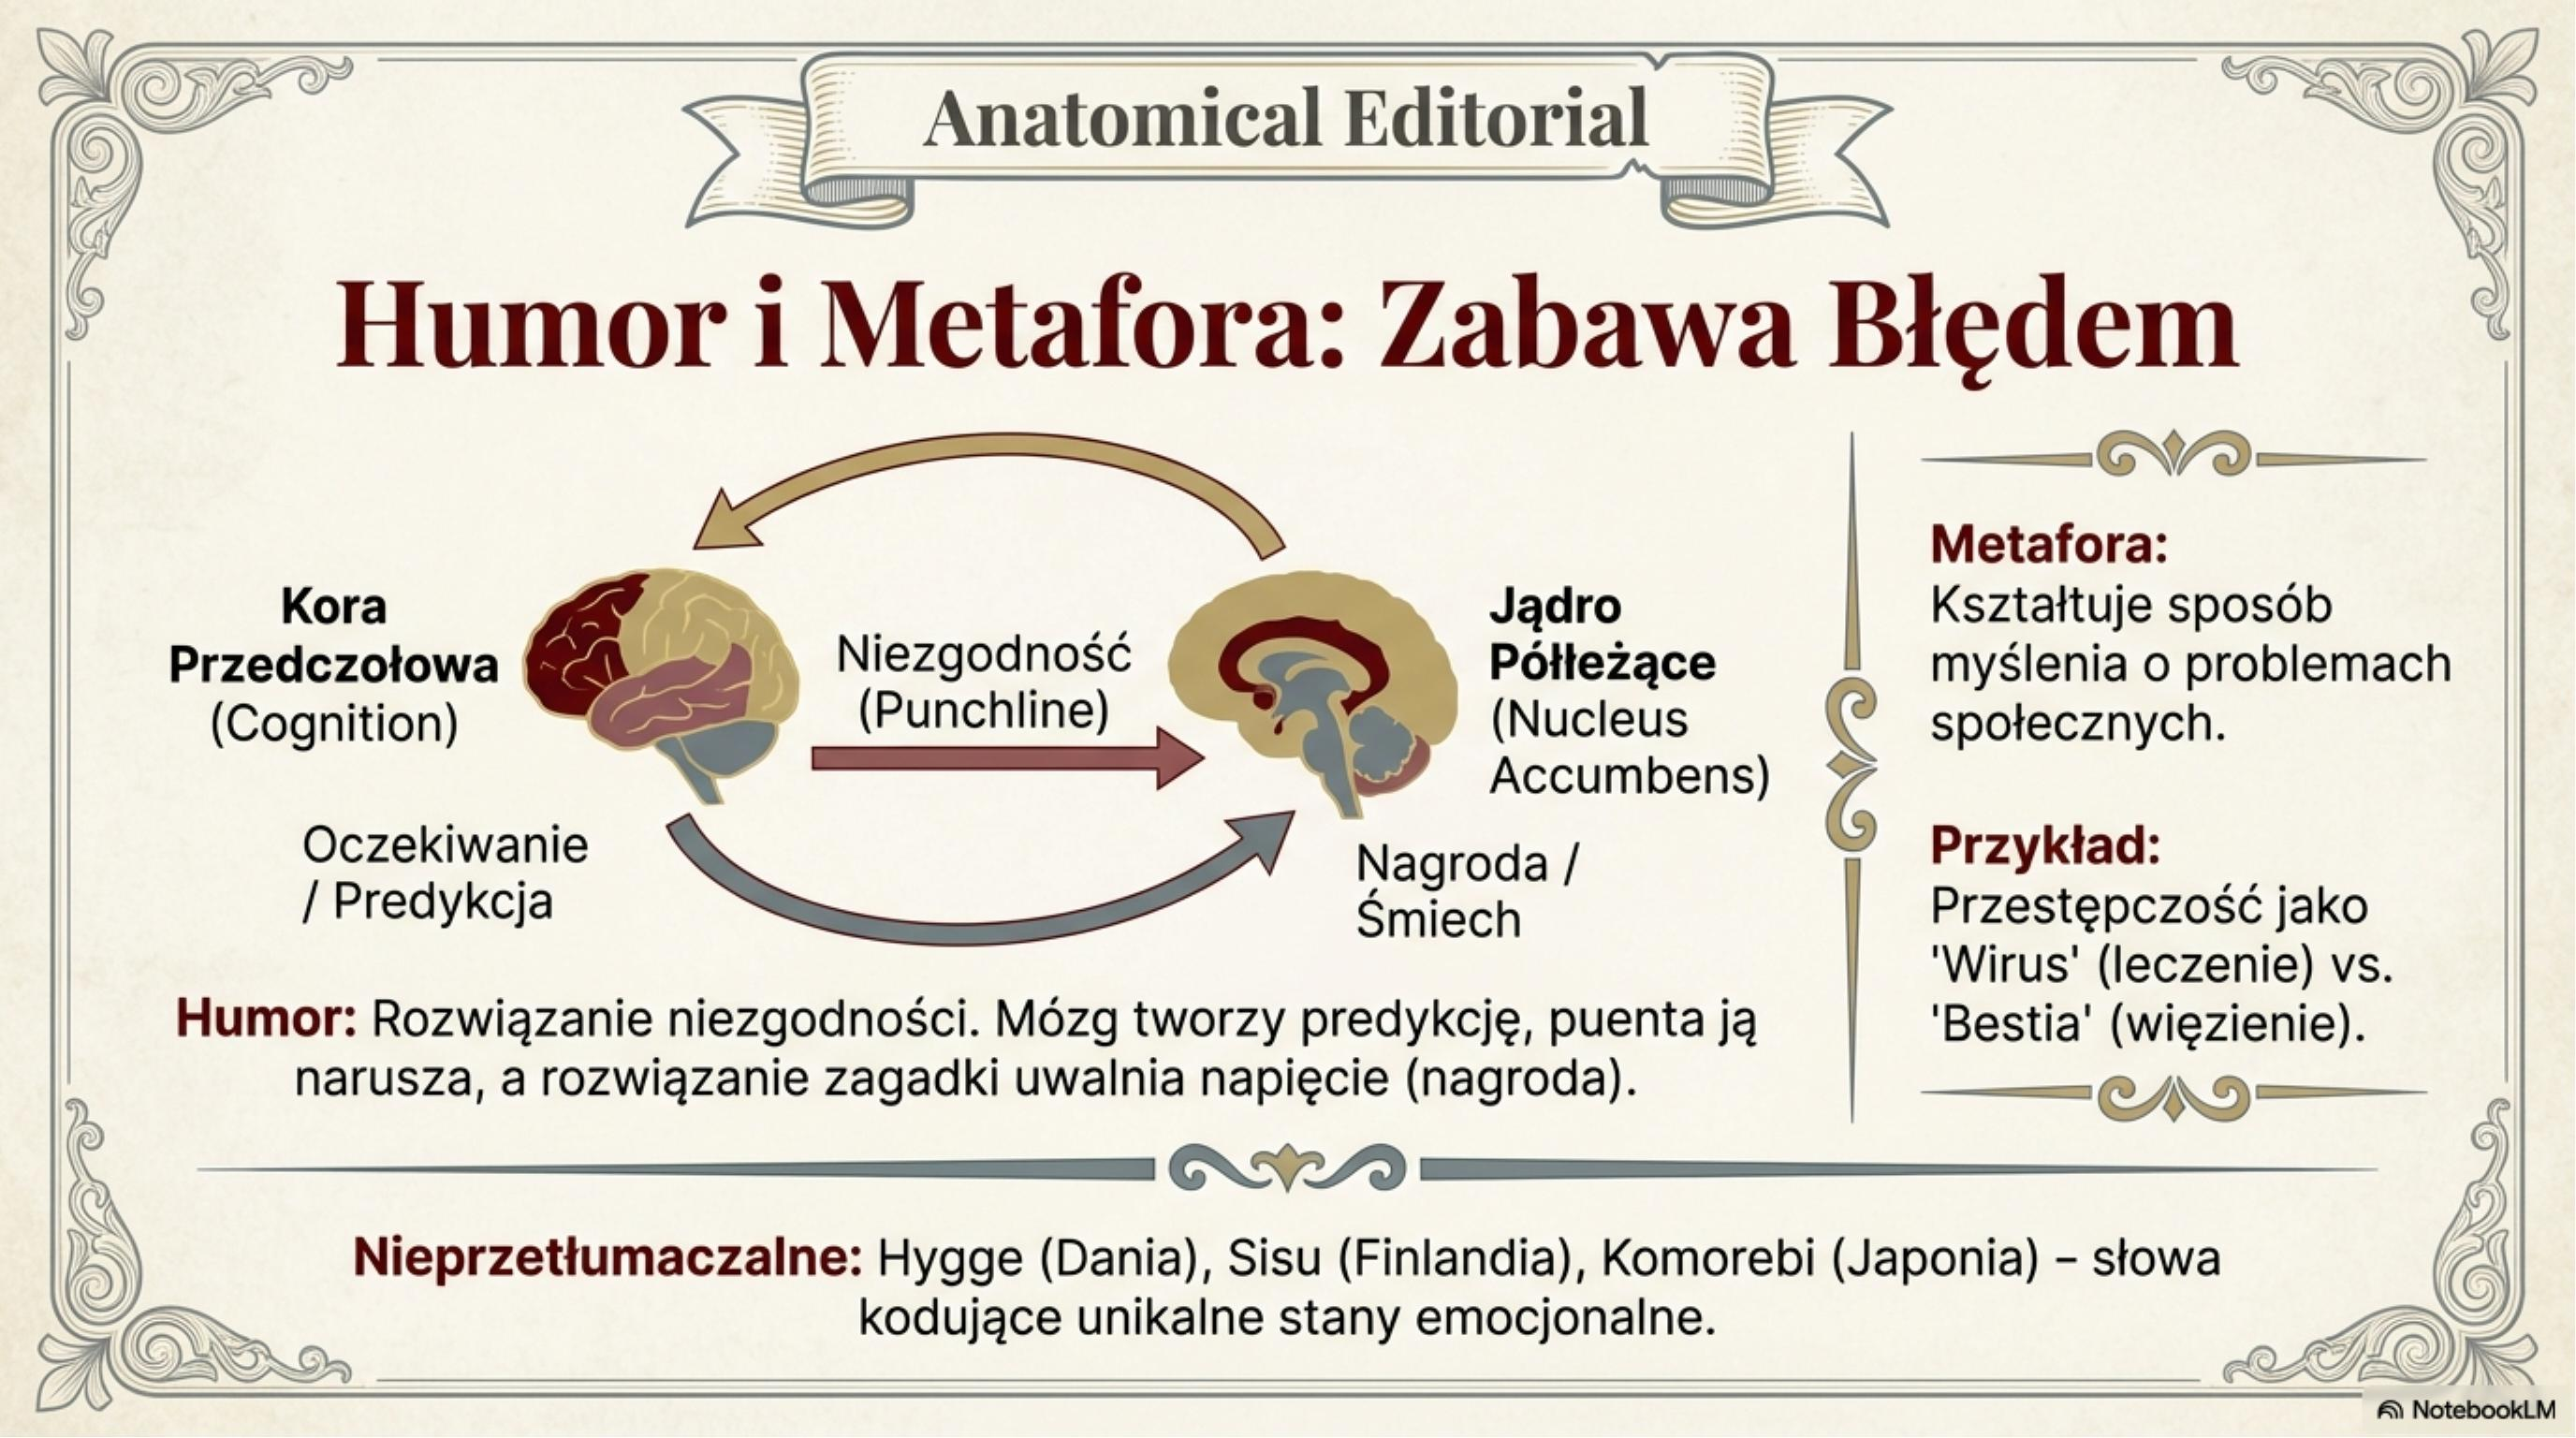 Anatomical Editorial
Humor i Metafora: Zabawa Błędem
Kora
Przedczołowa
(Cognition)
Oczekiwanie
/ Predykcja
Niezgodność
(Punchline)
Jądro
Półłeżące
(Nucleus
Accumbens)
Nagroda /
Śmiech
Humor: Rozwiązanie niezgodności. Mózg tworzy predykcję, puenta ją
narusza, a rozwiązanie zagadki uwalnia napięcie (nagroda).
Metafora:
Kształtuje sposób
myślenia o problemach
społecznych.
Przykład:
Przestępczość jako
'Wirus' (leczenie) vs.
'Bestia' (więzienie).
Nieprzetłumaczalne: Hygge (Dania), Sisu (Finlandia), Komorebi (Japonia) – słowa
kodujące unikalne stany emocjonalne.
NotebookLM